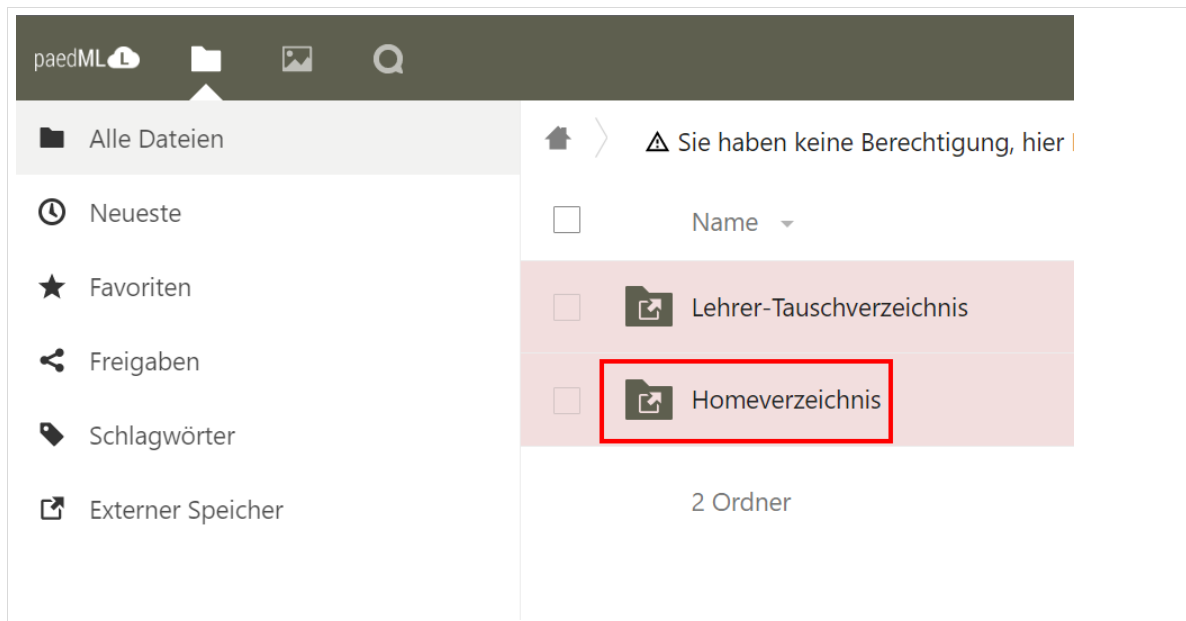 paedML L
Alle Dateien
Neueste
Favoriten
Freigaben
Schlagwörter
Externer Speicher
Sie haben keine Berechtigung, hier
Name
Lehrer-Tauschverzeichnis
Homeverzeichnis
2 Ordner